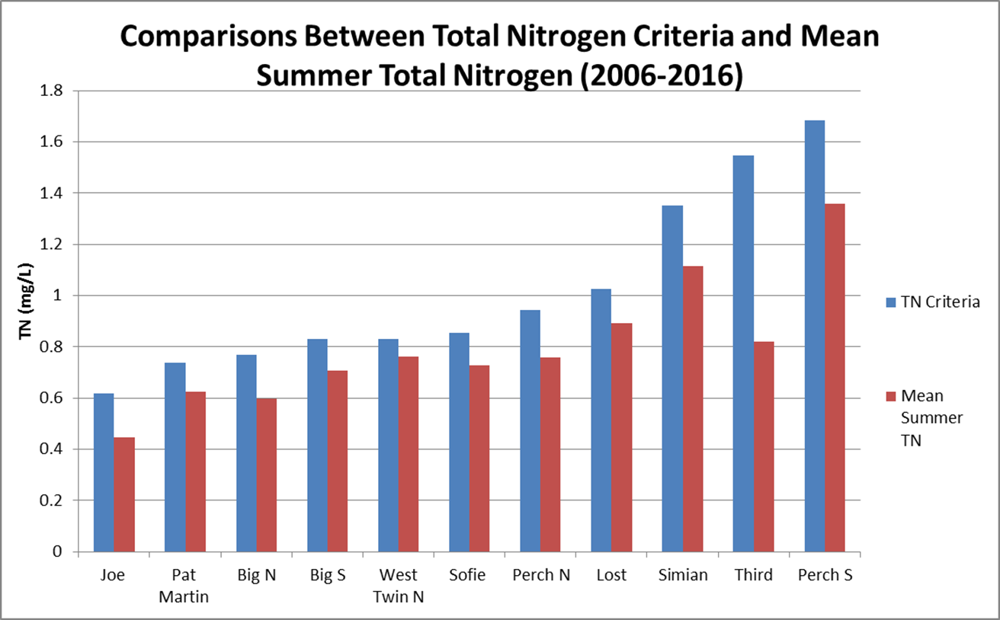 Comparisons Between Total Nitrogen Criteria and Mean
Summer Total Nitrogen (2006-2016)
1.8
1.6
1.4
1.2
1
0.8
0.6
0.4
0.2
0
TN (mg/L)
Joe
Pat
Martin
Big N
Big S
West
Twin N
Sofie
Perch N
Lost
Simian
Third
Perch S
TN Criteria
Mean
Summer
TN